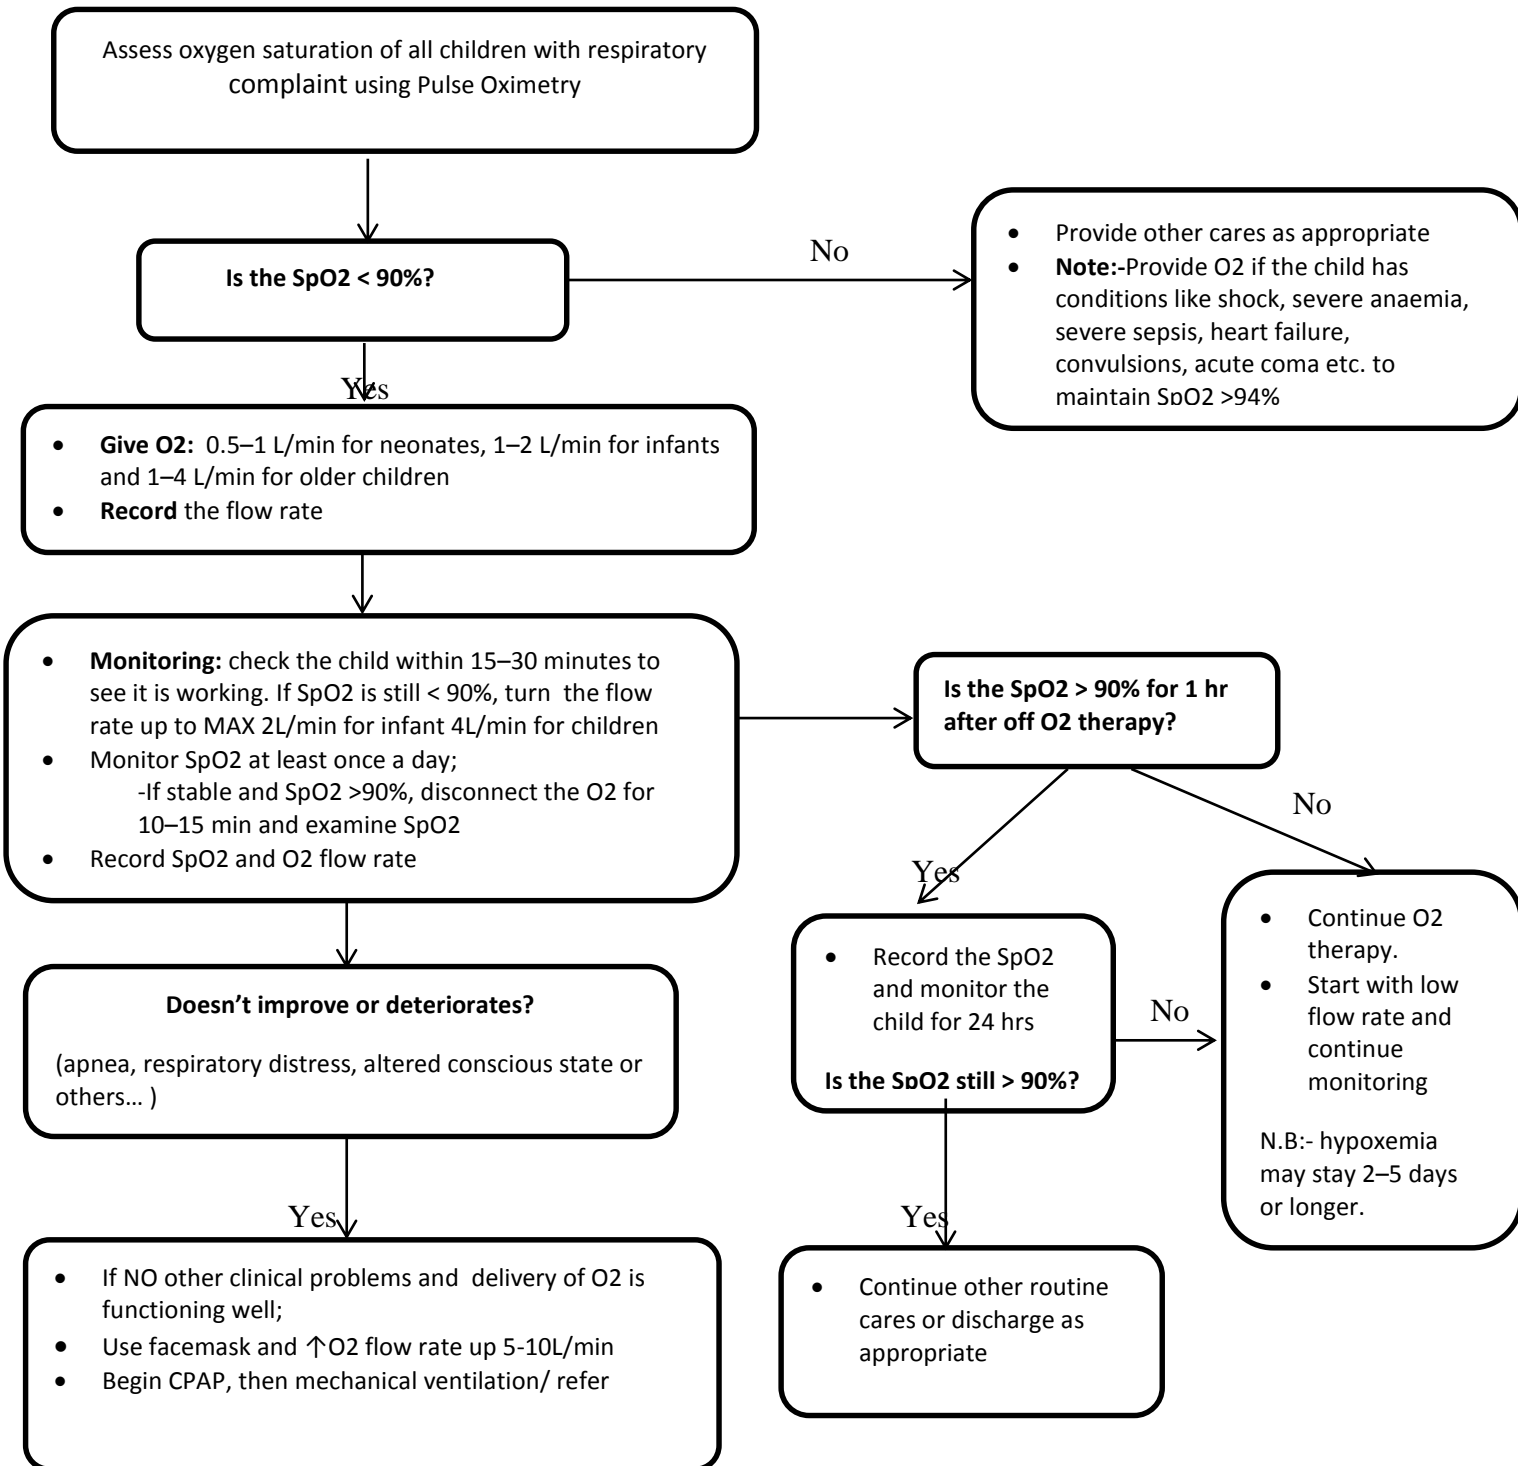 Assess oxygen saturation of all children with respiratory
complaint using Pulse Oximetry
Is the SpO2 < 90%?
No
• Provide other cares as appropriate
• Note:-Provide O2 if the child has
conditions like shock, severe anaemia,
severe sepsis, heart failure,
convulsions, acute coma etc. to
maintain SpO2 >94%
Yes
• Give O2: 0.5–1 L/min for neonates, 1–2 L/min for infants
and 1–4 L/min for older children
• Record the flow rate
• Monitoring: check the child within 15–30 minutes to
see it is working. If SpO2 is still < 90%, turn the flow
rate up to MAX 2L/min for infant 4L/min for children
• Monitor SpO2 at least once a day;
-If stable and SpO2 >90%, disconnect the O2 for
10–15 min and examine SpO2
• Record SpO2 and O2 flow rate
Is the SpO2 > 90% for 1 hr
after off O2 therapy?
No
Yes
• Record the SpO2
and monitor the
child for 24 hrs
Is the SpO2 still > 90%?
No
• Continue O2
therapy.
• Start with low
flow rate and
continue
monitoring
N.B:- hypoxemia
may stay 2–5 days
or longer.
Doesn’t improve or deteriorates?
(apnea, respiratory distress, altered conscious state or
others… )
Yes
Yes
• If NO other clinical problems and delivery of O2 is
functioning well;
• Use facemask and ↑O2 flow rate up 5-10L/min
• Begin CPAP, then mechanical ventilation/ refer
• Continue other routine
cares or discharge as
appropriate